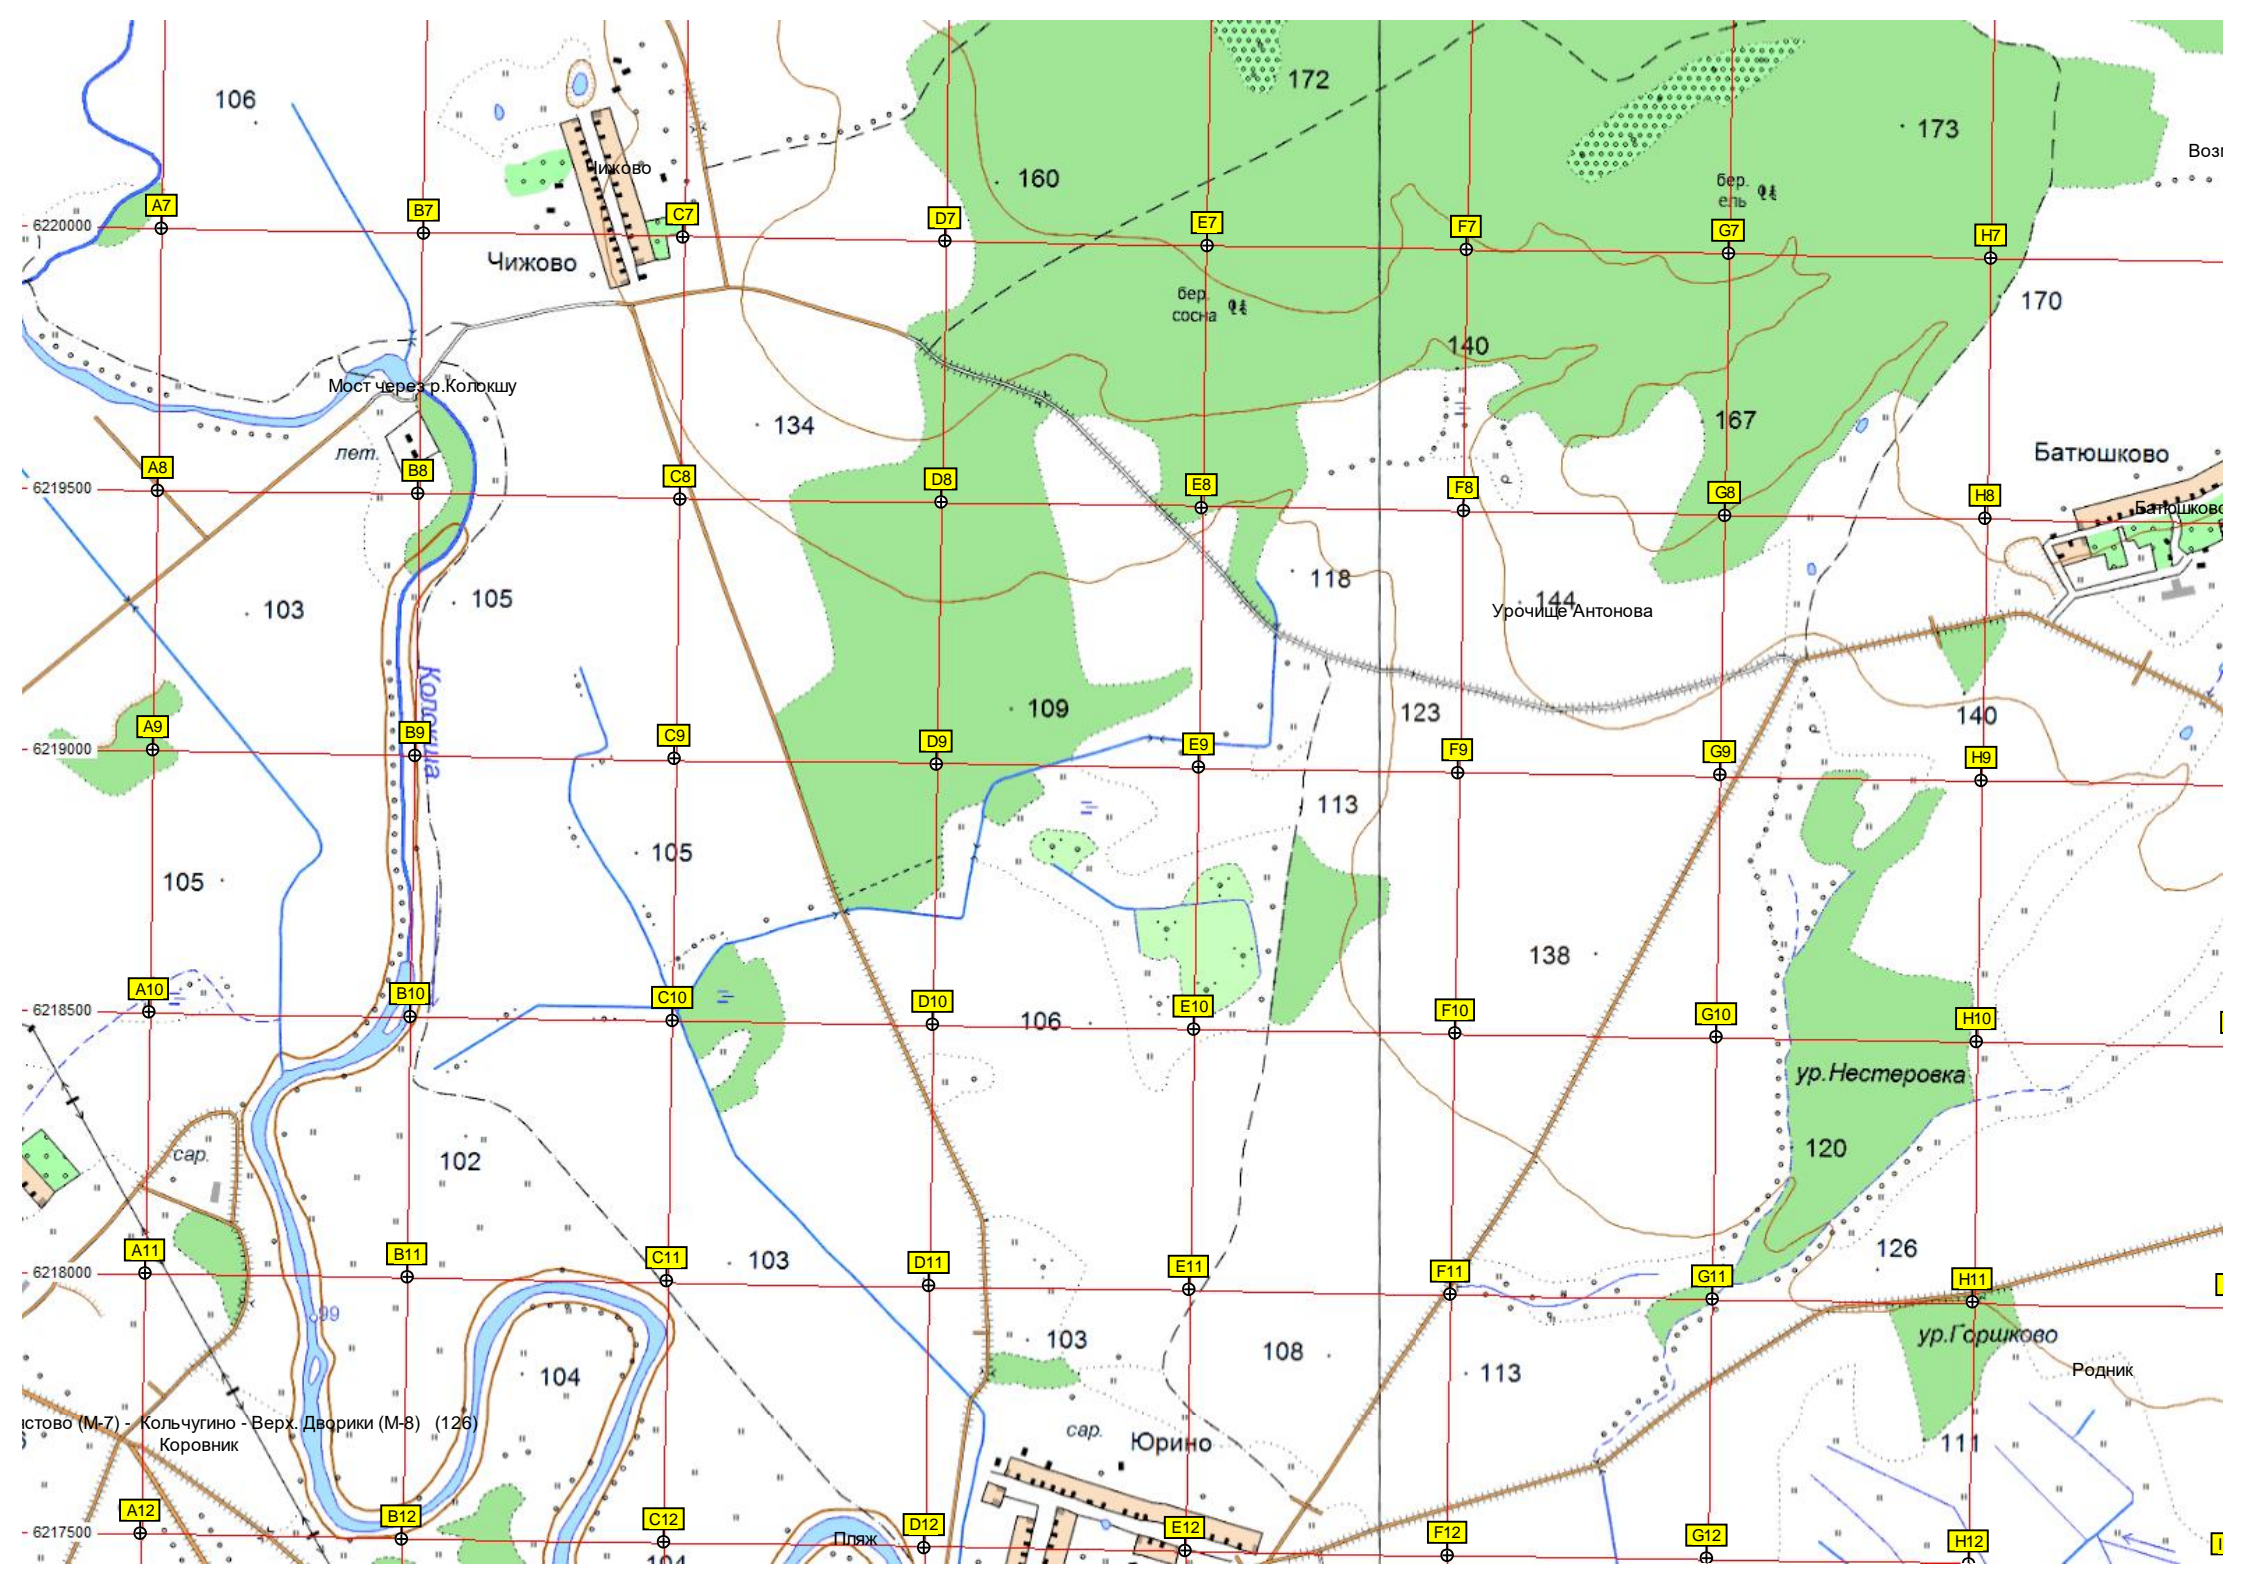 106
172
173
Чижово
Возн
160
бер.
ель
A7
B7
C7
D7
E7
F7
G7
H7
6220000
Чижово
бер.
сосна
170
140
Мост через р.Колокшу
134
167
лет.
Батюшково
A8
B8
C8
D8
E8
F8
G8
H8
6219500
Батюшково
103
105
118
144
Урочище Антонова
Колокша
109
123
140
A9
B9
C9
D9
E9
F9
G9
H9
6219000
113
105
105
138
A10
B10
C10
D10
E10
F10
G10
H10
6218500
106
ур.Нестеровка
сар.
102
120
A11
B11
C11
D11
E11
F11
G11
H11
6218000
103
126
99
103
108
ур.Горшково
104
113
Родник
истово (М-7) - Кольчугино - Верх. Дворики (М-8) (126)
Коровник
сар.
Юрино
111
A12
B12
C12
D12
E12
F12
G12
H12
6217500
Пляж
104